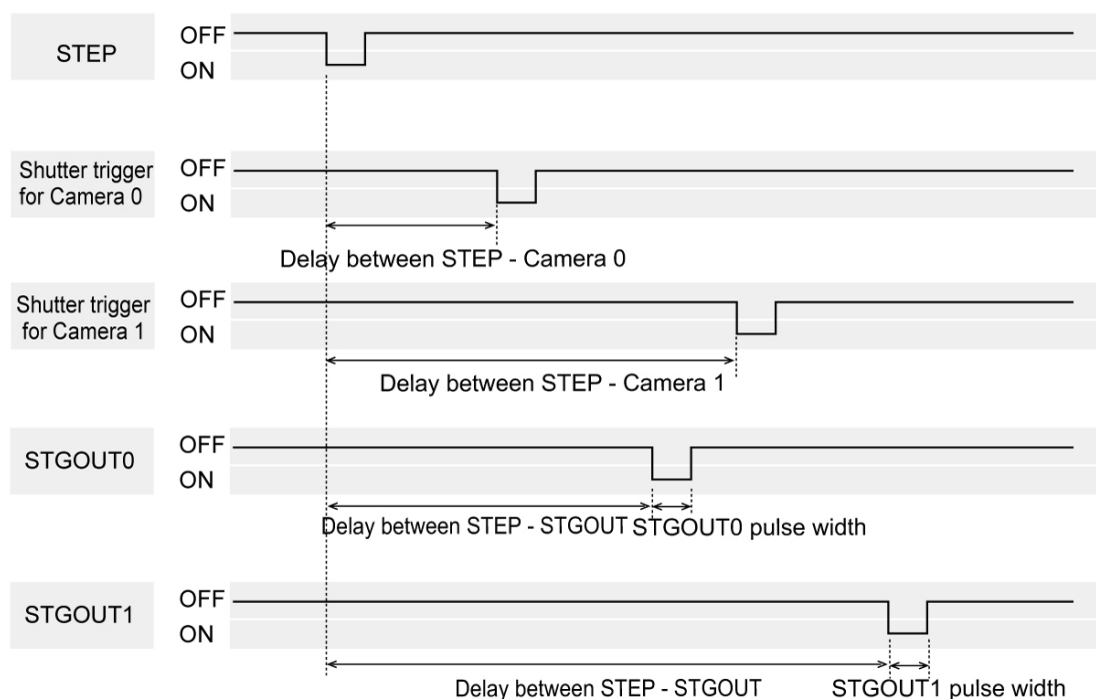 STEP
OFF
ON
Shutter trigger
for Camera 0
OFF
ON
Delay between STEP - Camera 0
Shutter trigger
for Camera 1
OFF
ON
Delay between STEP - Camera 1
STGOUT0
OFF
ON
Delay between STEP - STGOUT
STGOUT0 pulse width
STGOUT1
OFF
ON
Delay between STEP - STGOUT
STGOUT1 pulse width